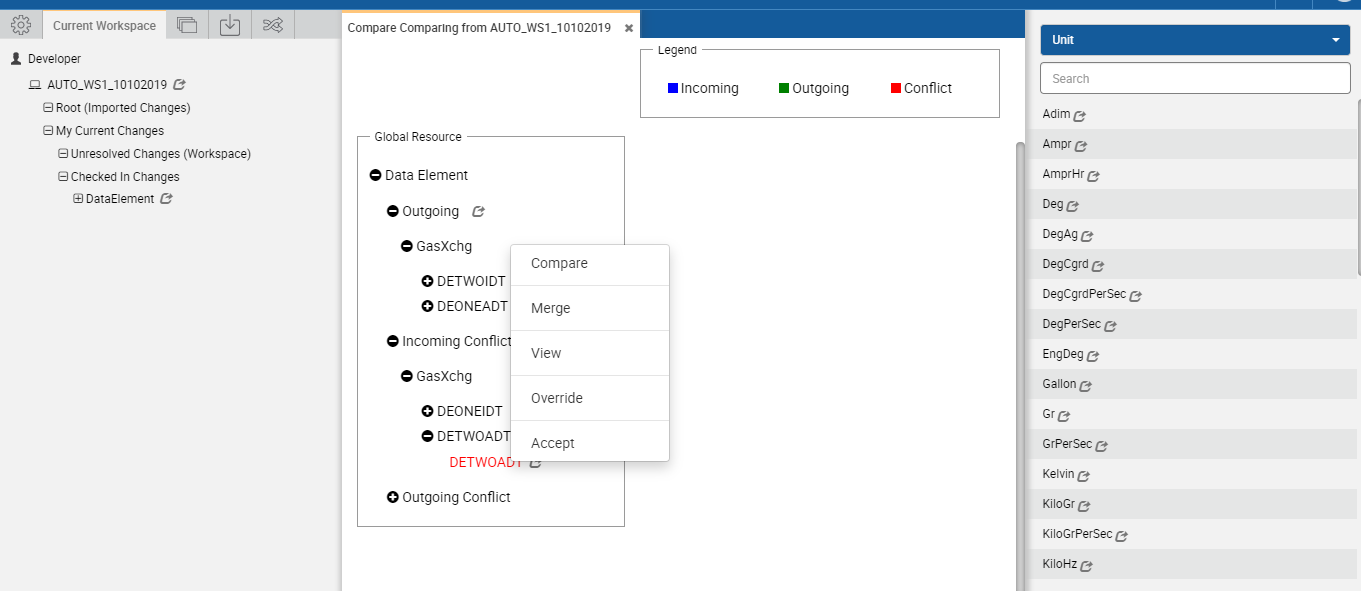 Current Workspace
Developer
AUTO_WS1_10102019
Root (Imported Changes)
My Current Changes
Unresolved Changes (Workspace)
Checked In Changes
DataElement
Compare Comparing from AUTO_WS1_10102019
Legend
Incoming Outgoing Conflict
Global Resource
Data Element
Outgoing
GasXchg
DETWOIDT
DEONEADT
Incoming Conflict
GasXchg
DEONEIDT
DETWOADT
DETWOADT
Outgoing Conflict
Compare
Merge
View
Override
Accept
Unit
Search
Adim
Ampr
AmprHr
Deg
DegAg
DegCgrd
DegCgrdPerSec
DegPerSec
EngDeg
Gallon
Gr
GrPerSec
Kelvin
KiloGr
KiloGrPerSec
KiloHz